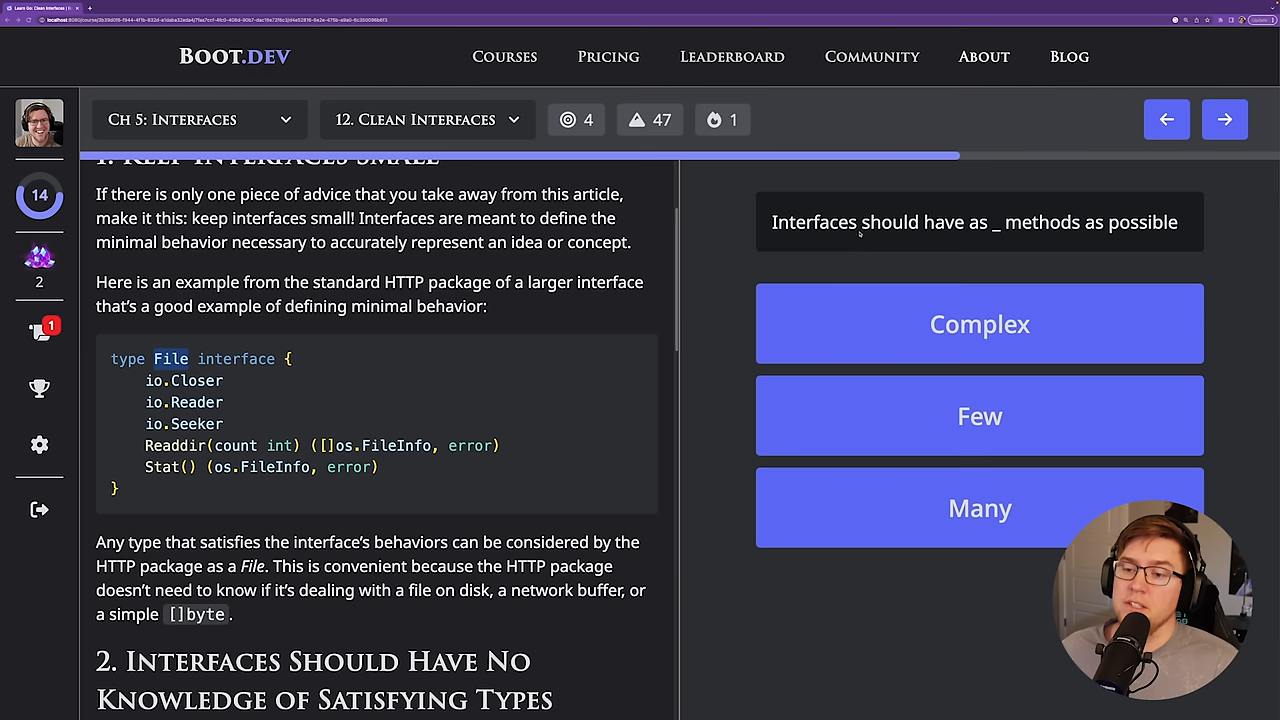 Learn Go: Clean Interfaces | B
BOOT.DEV
COURSES
PRICING
LEADERBOARD
COMMUNITY
ABOUT
BLOG
CH 5: INTERFACES
12. CLEAN INTERFACES
4
47
1
14
2
1
1. KEEP INTERFACES SMALL
If there is only one piece of advice that you take away from this article,
make it this: keep interfaces small! Interfaces are meant to define the
minimal behavior necessary to accurately represent an idea or concept.
Here is an example from the standard HTTP package of a larger interface
that's a good example of defining minimal behavior:
type File interface {
io.Closer
io.Reader
io.Seeker
Readdir(count int) ([]os.FileInfo, error)
Stat() (os.FileInfo, error)
}
Any type that satisfies the interface's behaviors can be considered by the
HTTP package as a File. This is convenient because the HTTP package
doesn't need to know if it's dealing with a file on disk, a network buffer, or
a simple []byte.
2. INTERFACES SHOULD HAVE NO
KNOWLEDGE OF SATISFYING TYPES
Interfaces should have as _ methods as possible
Complex
Few
Many